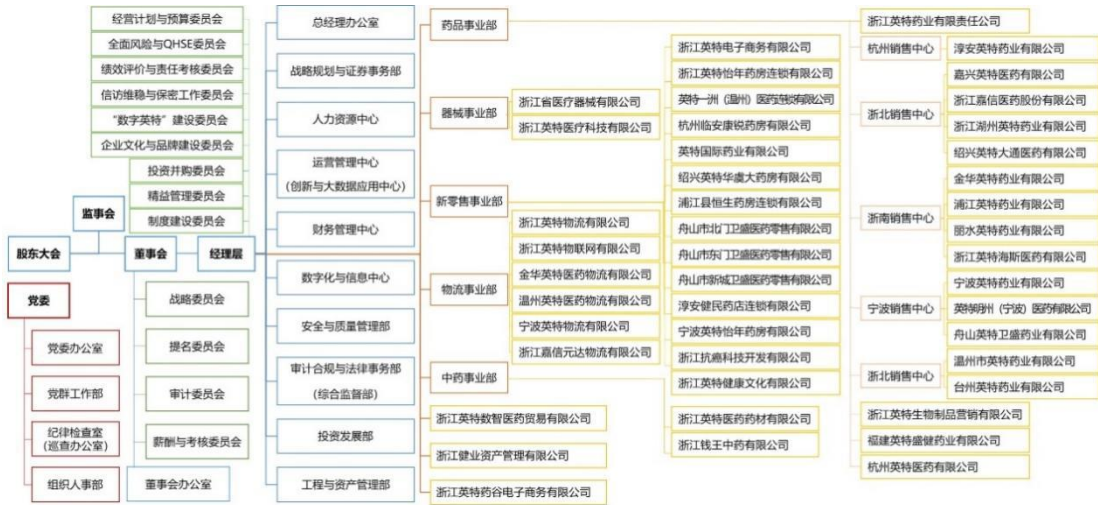 经营计划与预算委员会
全面风险与QHSE委员会
绩效评价与责任考核委员会
信访维稳与保密工作委员会
“数字英特”建设委员会
企业文化与品牌建设委员会
投资并购委员会
精益管理委员会
制度建设委员会
监事会
股东大会
董事会
经理层
党委
党委办公室
党群工作部
纪律检查室
（巡查办公室）
组织人事部
战略委员会
提名委员会
审计委员会
薪酬与考核委员会
董事会办公室
总经理办公室
战略规划与证券事务部
人力资源中心
运营管理中心
（创新与大数据应用中心）
财务管理中心
数字化与信息中心
安全与质量管理部
审计合规与法律事务部
（综合监督部）
投资发展部
工程与资产管理部
药品事业部
器械事业部
新零售事业部
物流事业部
中药事业部
浙江英特数智医药贸易有限公司
浙江健业资产管理有限公司
浙江英特药谷电子商务有限公司
浙江省医疗器械有限公司
浙江英特医疗科技有限公司
浙江英特物流有限公司
浙江英特物联网有限公司
金华英特医药物流有限公司
温州英特医药物流有限公司
宁波英特物流有限公司
浙江嘉信元达物流有限公司
浙江英特电子商务有限公司
浙江英特怡年药房连锁有限公司
英特一洲（温州）医药连锁有限公司
杭州临安康锐药房有限公司
英特国际药业有限公司
绍兴英特华虞大药房有限公司
浦江县恒生药房连锁有限公司
舟山市北门卫盛医药零售有限公司
舟山市东门卫盛医药零售有限公司
舟山市新城卫盛医药零售有限公司
淳安健民药店连锁有限公司
宁波英特怡年药房有限公司
浙江抗癌科技开发有限公司
浙江英特健康文化有限公司
浙江英特医药药材有限公司
浙江钱王中药有限公司
浙江英特药业有限责任公司
杭州销售中心
淳安英特药业有限公司
浙北销售中心
嘉兴英特医药有限公司
浙江嘉信医药股份有限公司
浙江湖州英特药业有限公司
绍兴英特大通医药有限公司
浙南销售中心
金华英特药业有限公司
浦江英特药业有限公司
丽水英特药业有限公司
浙江英特海斯医药有限公司
宁波销售中心
宁波英特药业有限公司
英特明州（宁波）医药有限公司
舟山英特卫盛药业有限公司
浙北销售中心
温州市英特药业有限公司
台州英特药业有限公司
浙江英特生物制品营销有限公司
福建英特盛健药业有限公司
杭州英特医药有限公司